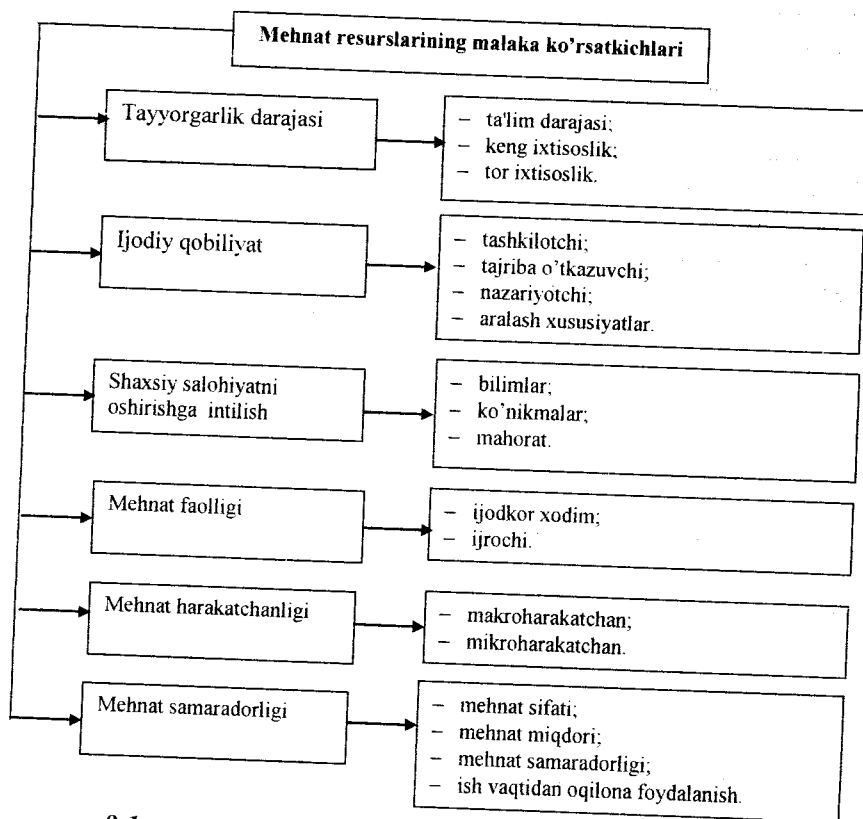 Mehnat resurslarining malaka ko'rsatkichlari
Tayyorgarlik darajasi
– ta'lim darajasi;
– keng ixtisoslik;
– tor ixtisoslik.
Ijodiy qobiliyat
– tashkilotchi;
– tajriba o'tkazuvchi;
– nazariyotchi;
– aralash xususiyatlar.
Shaxsiy salohiyatni
oshirishga intilish
– bilimlar;
– ko'nikmalar;
– mahorat.
Mehnat faolligi
– ijodkor xodim;
– ijrochi.
Mehnat harakatchanligi
– makroharakatchan;
– mikroharakatchan.
Mehnat samaradorligi
– mehnat sifati;
– mehnat miqdori;
– mehnat samaradorligi;
– ish vaqtidan oqilona foydalanish.